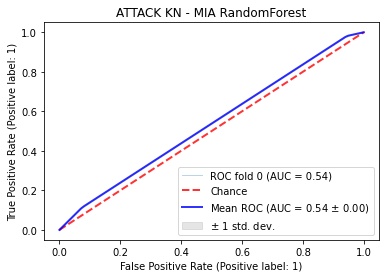 ATTACK KN - MIA RandomForest
True Positive Rate (Positive label: 1)
1.0
0.8
0.6
0.4
0.2
0.0
ROC fold 0 (AUC = 0.54)
Chance
Mean ROC (AUC = 0.54 ± 0.00)
± 1 std. dev.
0.0 0.2 0.4 0.6 0.8 1.0
False Positive Rate (Positive label: 1)